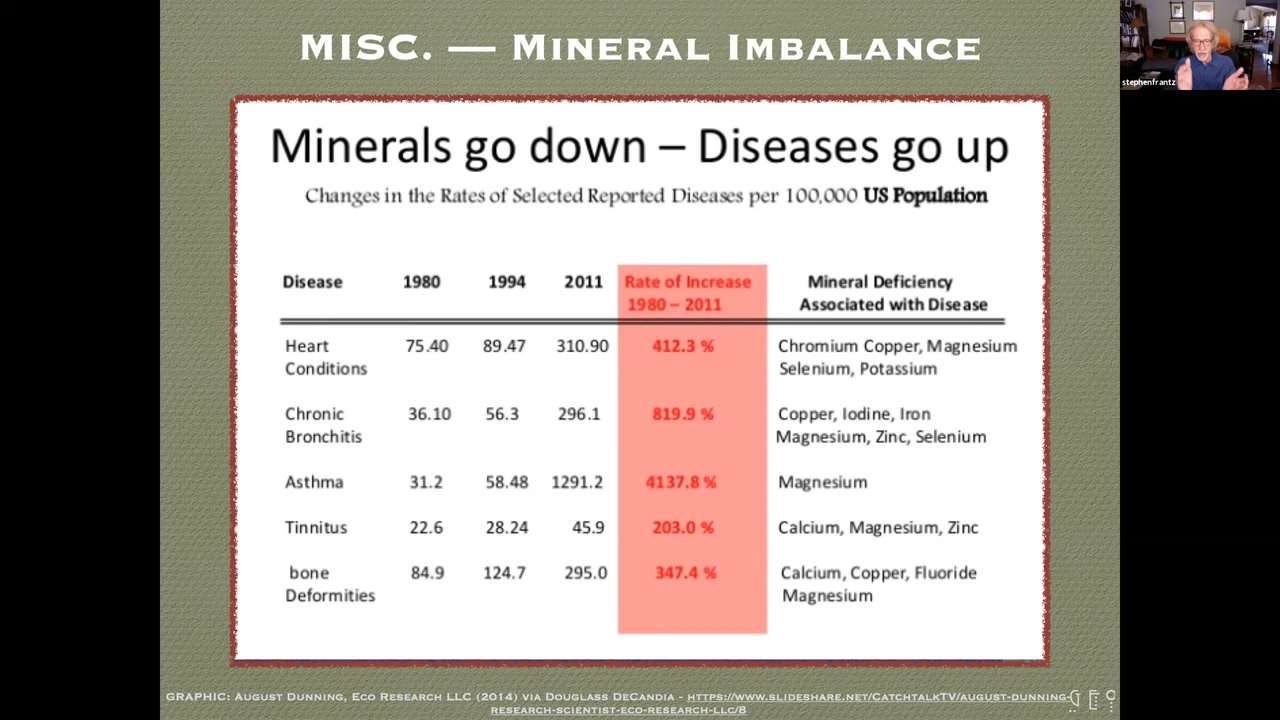 MISC. — MINERAL IMBALANCE
stephenfrantz
Minerals go down – Diseases go up
Changes in the Rates of Selected Reported Diseases per 100,000 US Population
Disease 1980 1994 2011 Rate of Increase 1980 – 2011 Mineral Deficiency Associated with Disease
Heart Conditions 75.40 89.47 310.90 412.3 % Chromium Copper, Magnesium Selenium, Potassium
Chronic Bronchitis 36.10 56.3 296.1 819.9 % Copper, Iodine, Iron Magnesium, Zinc, Selenium
Asthma 31.2 58.48 1291.2 4137.8 % Magnesium
Tinnitus 22.6 28.24 45.9 203.0 % Calcium, Magnesium, Zinc
bone Deformities 84.9 124.7 295.0 347.4 % Calcium, Copper, Fluoride Magnesium
GRAPHIC: AUGUST DUNNING, ECO RESEARCH LLC (2014) VIA DOUGLASS DECANDIA - HTTPS://WWW.SLIDESHARE.NET/CATCHTALKTV/AUGUST-DUNNING-
RESEARCH-SCIENTIST-ECO-RESEARCH-LLC/8